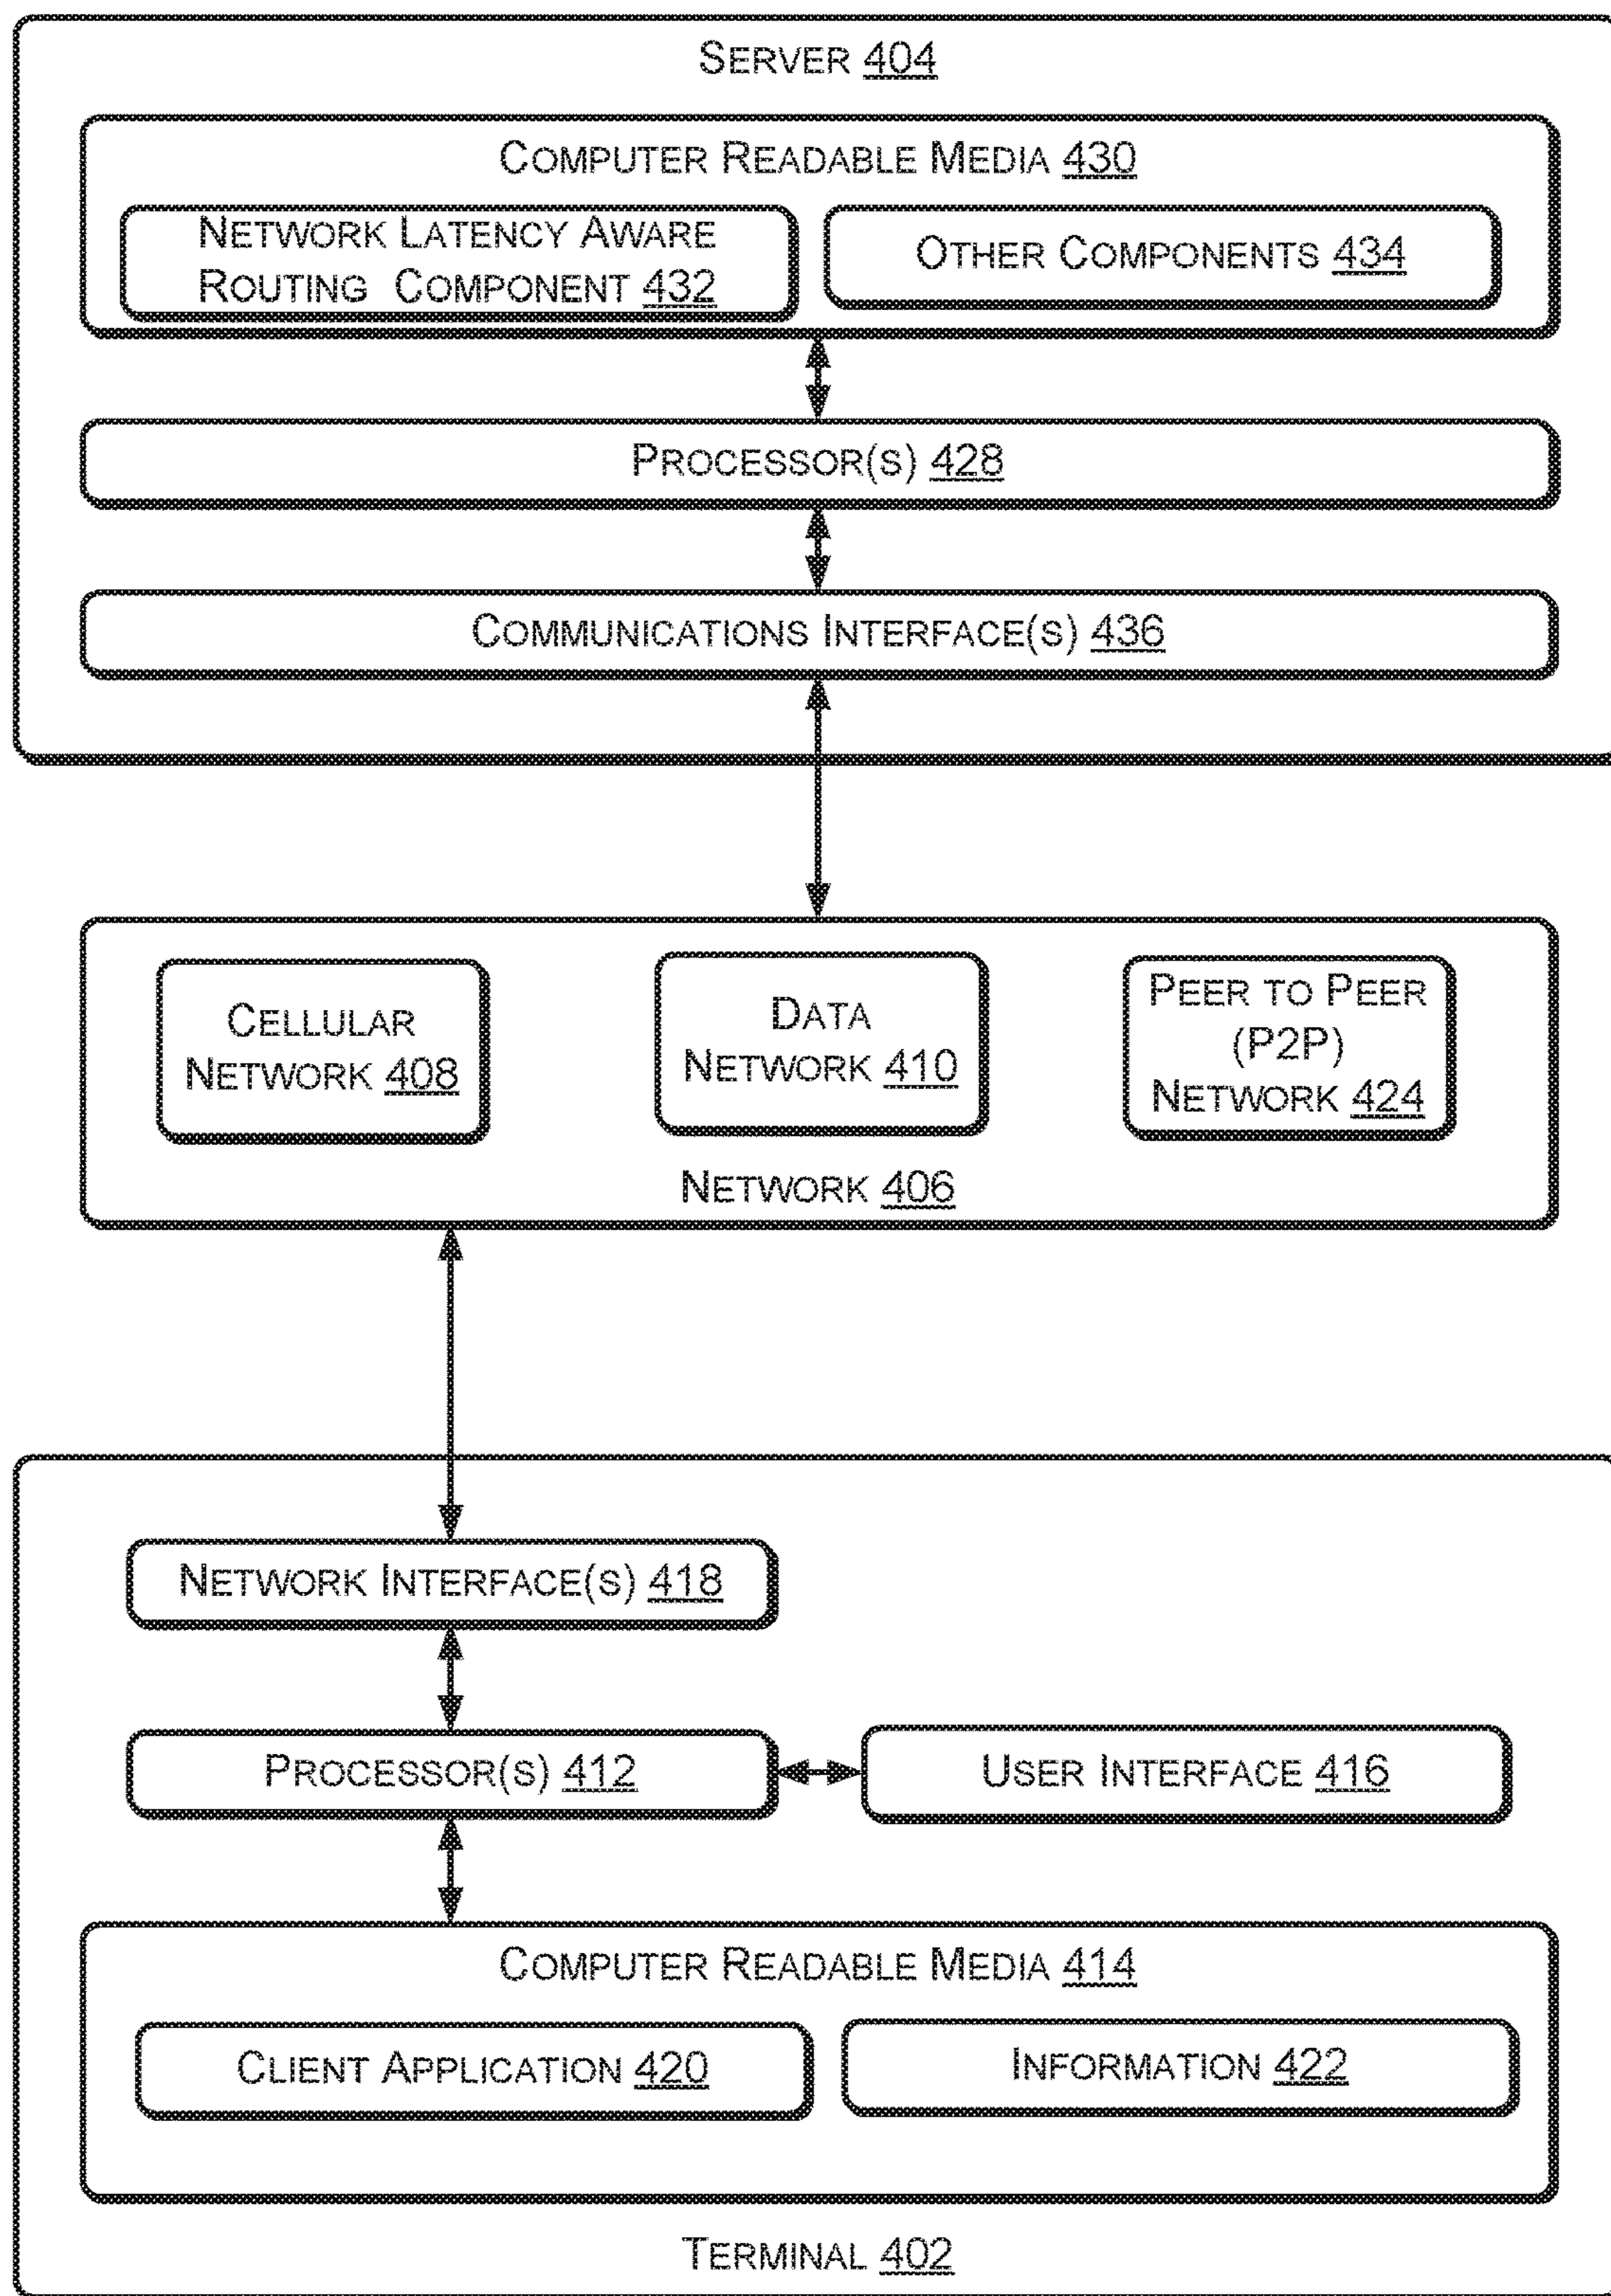 SERVER 404
COMPUTER READABLE MEDIA 430
NETWORK LATENCY AWARE
ROUTING COMPONENT 432
OTHER COMPONENTS 434
PROCESSOR(S) 428
COMMUNICATIONS INTERFACE(S) 436
CELLULAR
NETWORK 408
DATA
NETWORK 410
PEER TO PEER
(P2P)
NETWORK 424
NETWORK 406
NETWORK INTERFACE(S) 418
PROCESSOR(S) 412
USER INTERFACE 416
COMPUTER READABLE MEDIA 414
CLIENT APPLICATION 420
INFORMATION 422
TERMINAL 402